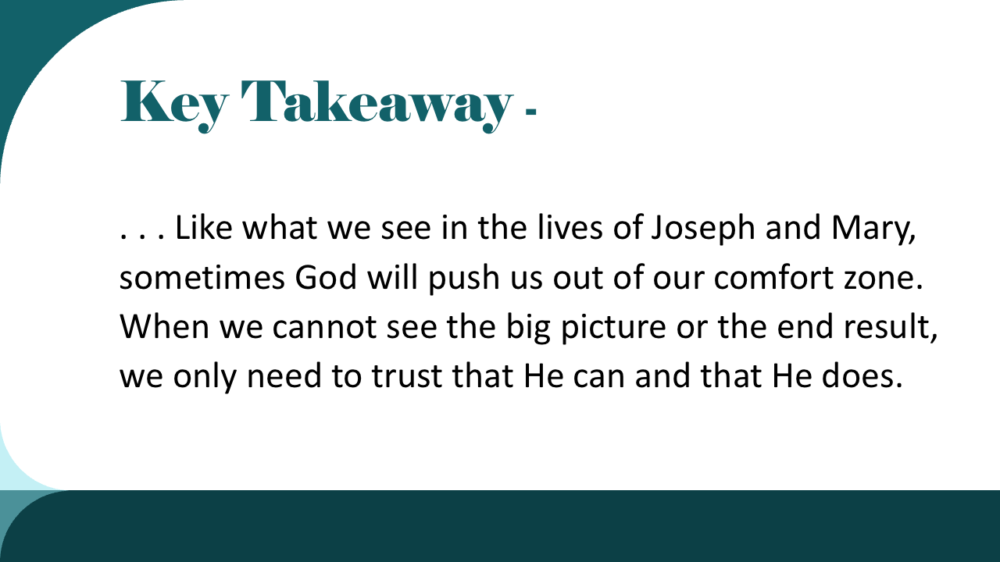 Key Takeaway -
. . . Like what we see in the lives of Joseph and Mary,
sometimes God will push us out of our comfort zone.
When we cannot see the big picture or the end result,
we only need to trust that He can and that He does.